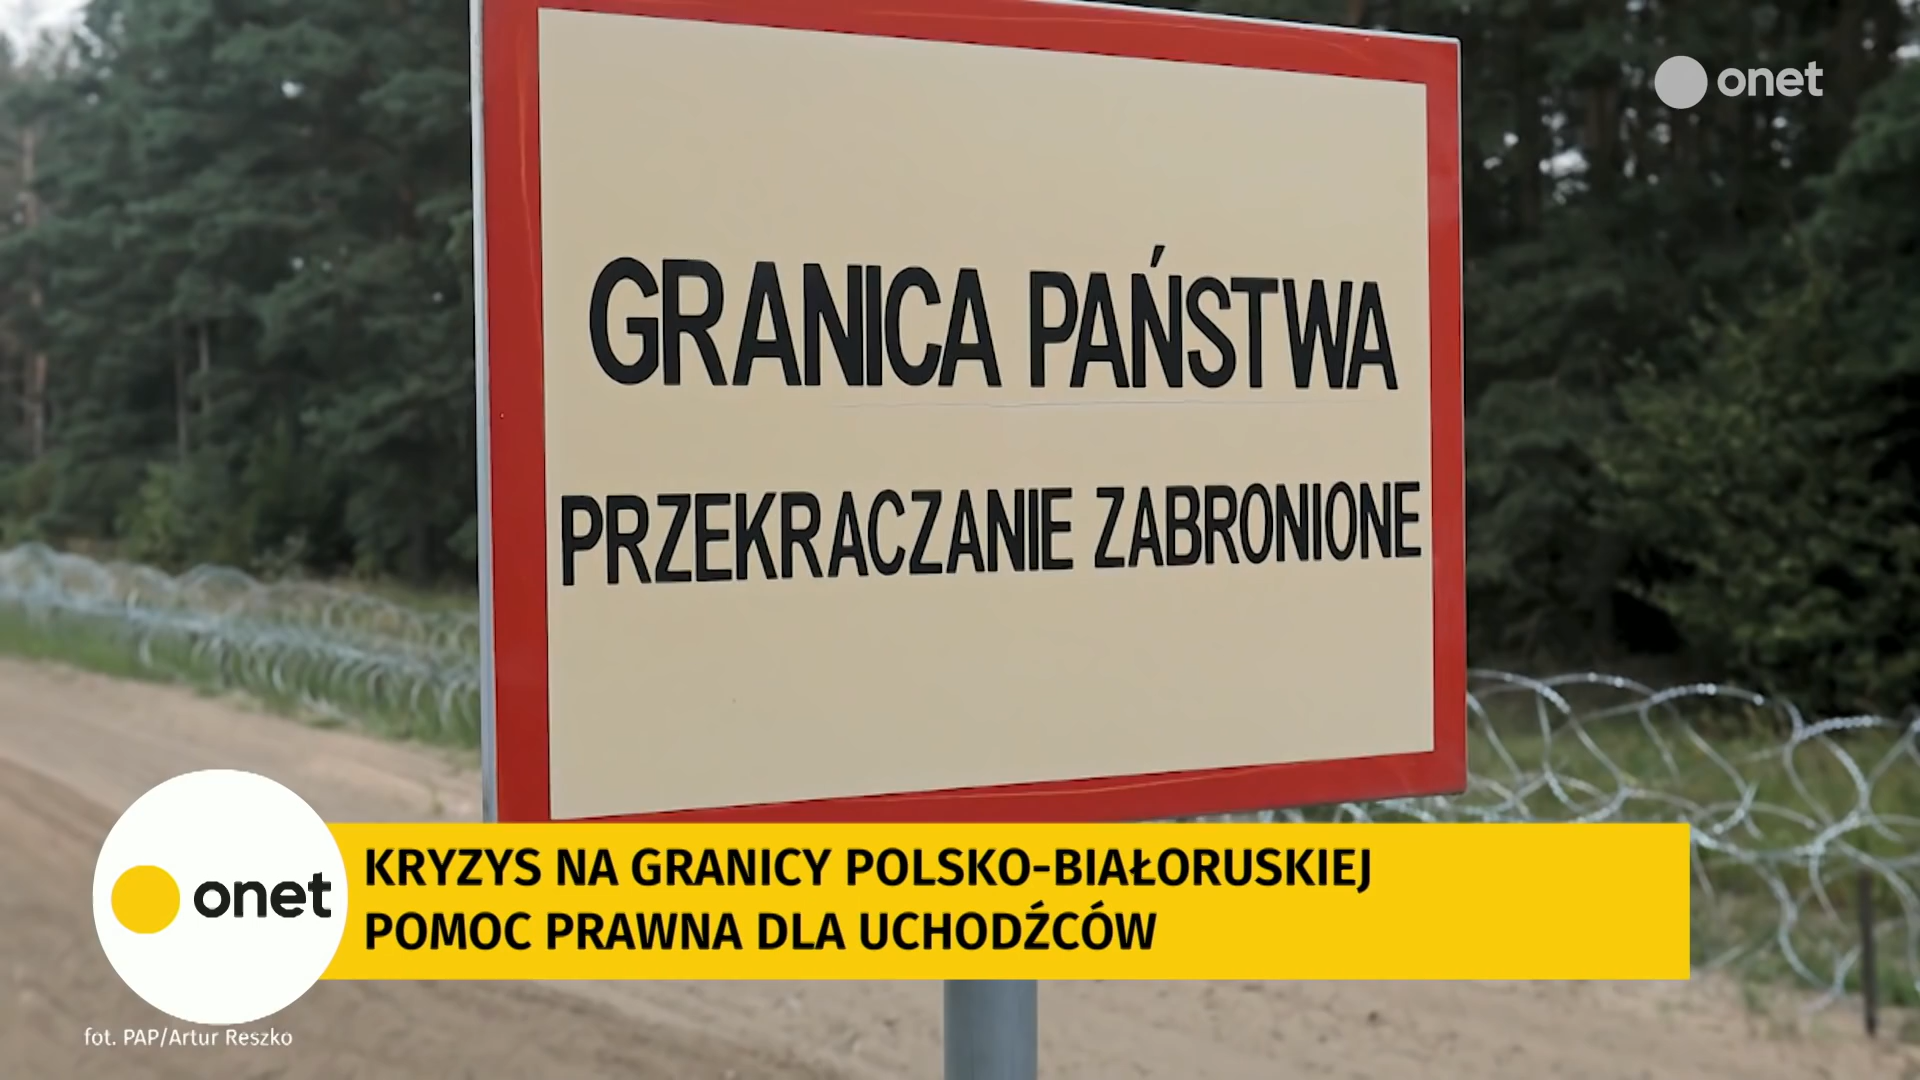 onet
GRANICA PAŃSTWA
PRZEKRACZANIE ZABRONIONE
onet
KRYZYS NA GRANICY POLSKO-BIAŁORUSKIEJ
POMOC PRAWNA DLA UCHODŹCÓW
fot. PAP/Artur Reszko